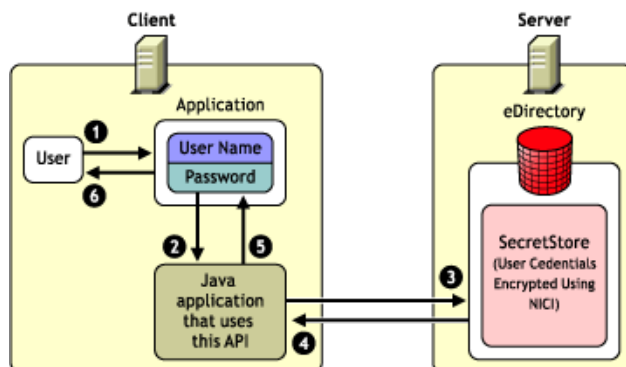 Client
Server
Application
eDirectory
1
User
User Name
Password
6
2
5
SecretStore
(User Cedentials
Encrypted Using
NICI)
3
Java
application
that uses
this API
4